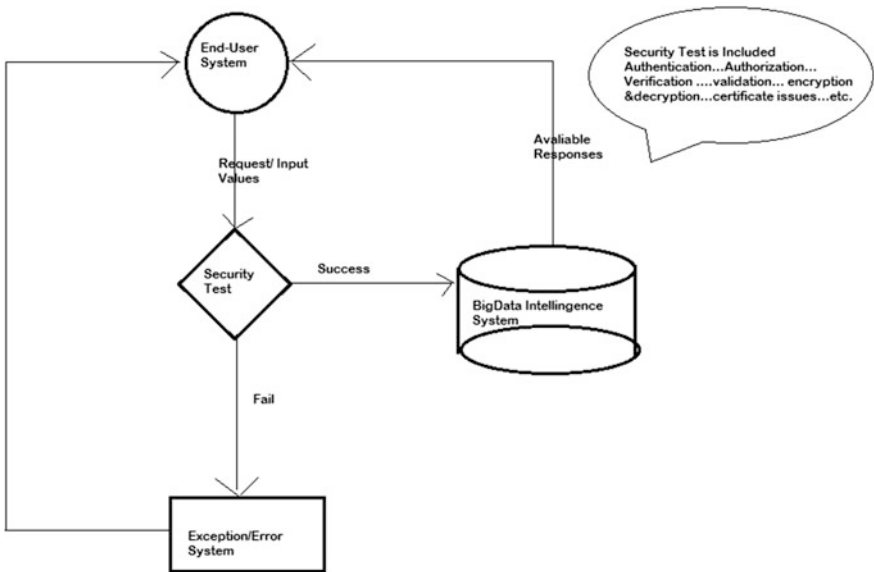 End-User
System
Security Test is Included
Authentication...Authorization...
Verification ....validation... encryption
&decryption...certificate issues...etc.
Avaliable
Responses
Request/ Input
Values
Security
Test
Success
BigData Intellingence
System
Fail
Exception/Error
System